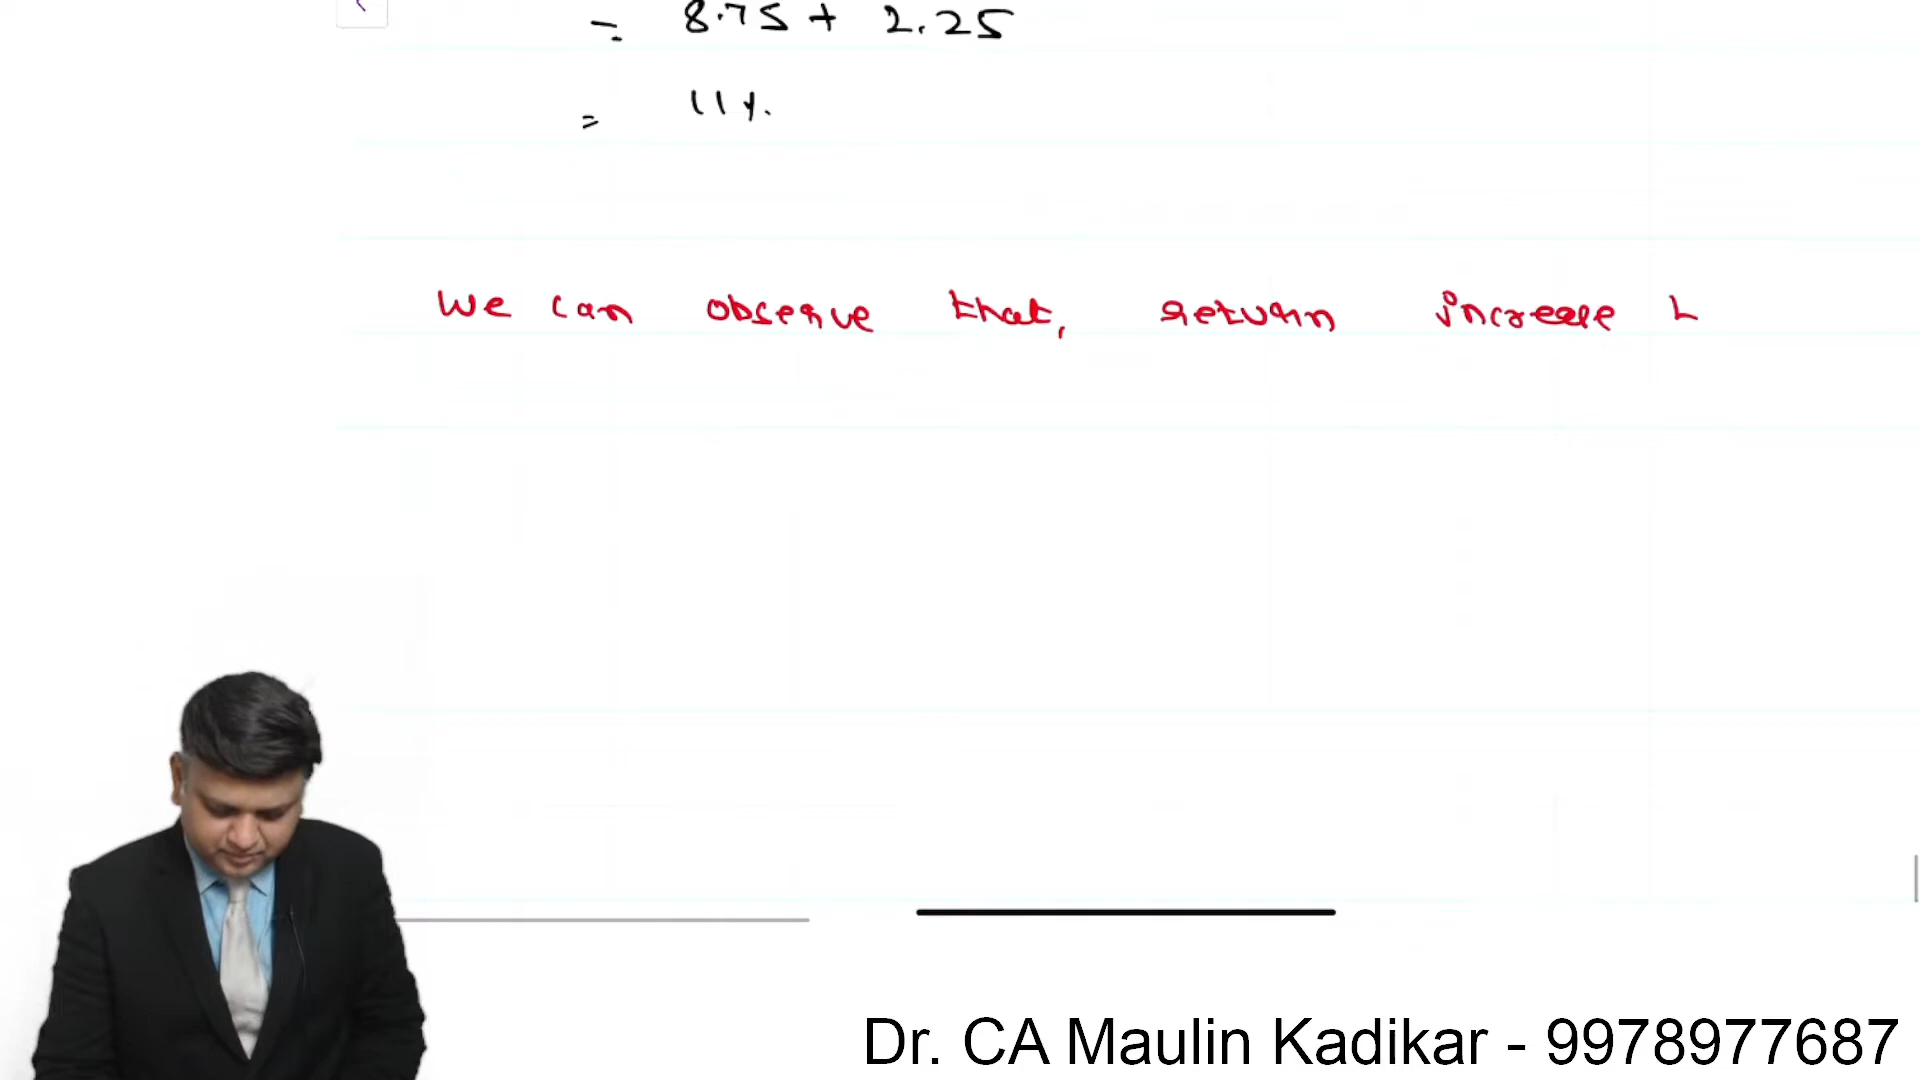 = 8.75 + 2.25
= 11%.
We can observe that, return increase
Dr. CA Maulin Kadikar - 9978977687